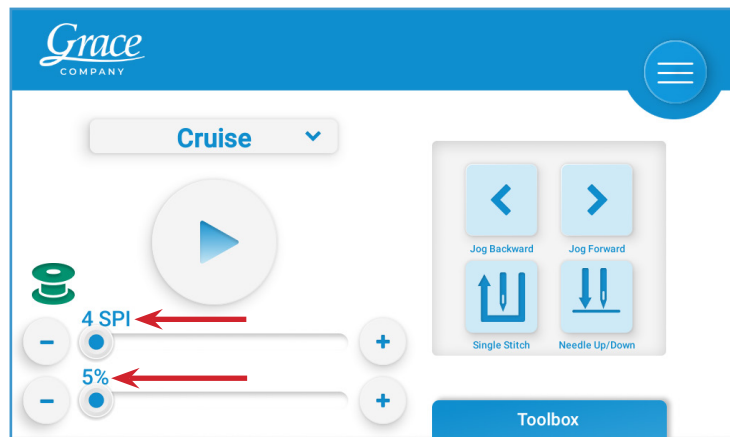 Grace
COMPANY
Cruise
4 SPI
5%
Jog Backward
Jog Forward
Single Stitch
Needle Up/Down
Toolbox